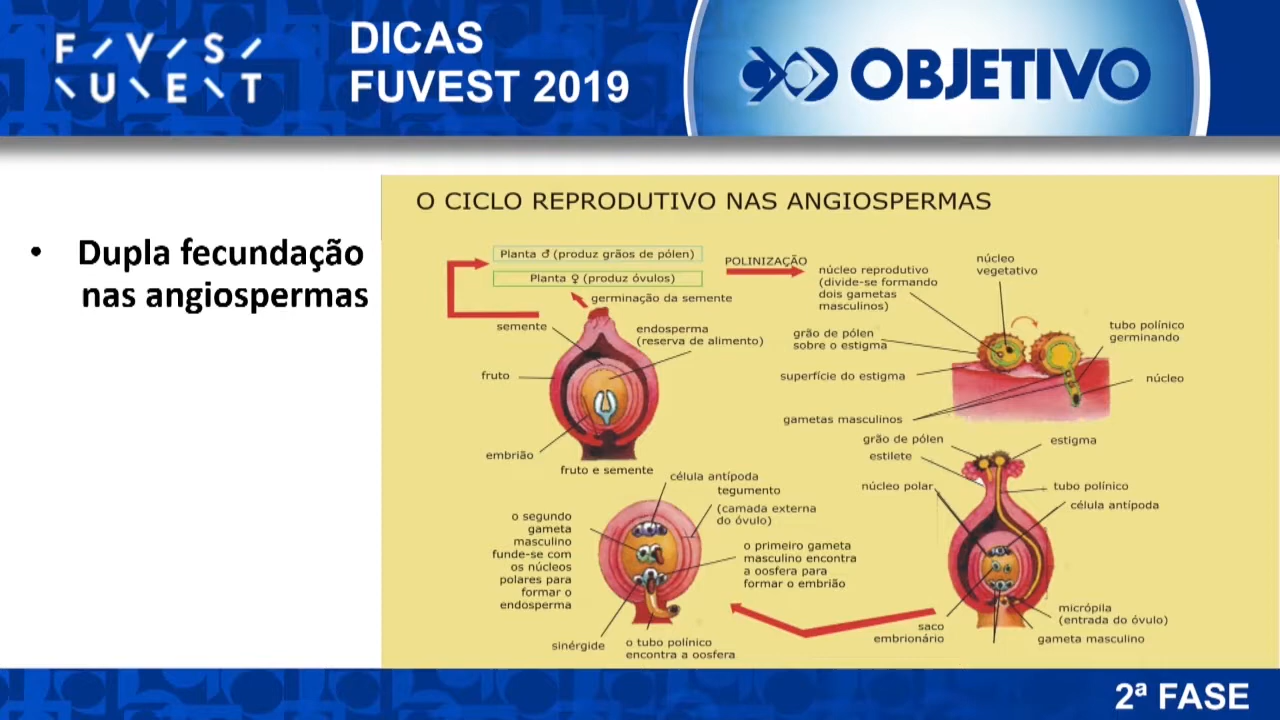 FUVEST
DICAS
FUVEST 2019
OBJETIVO
• Dupla fecundação
nas angiospermas
O CICLO REPRODUTIVO NAS ANGIOSPERMAS
Planta ♂ (produz grãos de pólen)
Planta ♀ (produz óvulos)
POLINIZAÇÃO
germinação da semente
semente
endosperma
(reserva de alimento)
fruto
embrião
fruto e semente
núcleo reprodutivo
(divide-se formando
dois gametas
masculinos)
núcleo
vegetativo
grão de pólen
sobre o estigma
superfície do estigma
gametas masculinos
tubo polínico
germinando
núcleo
grão de pólen
estilete
núcleo polar
estigma
tubo polínico
célula antípoda
micrópila
(entrada do óvulo)
gameta masculino
saco
embrionário
célula antípoda
tegumento
(camada externa
do óvulo)
o segundo
gameta
masculino
funde-se com
os núcleos
polares para
formar o
endosperma
o primeiro gameta
masculino encontra
a oosfera para
formar o embrião
sinérgide
o tubo polínico
encontra a oosfera
2ª FASE